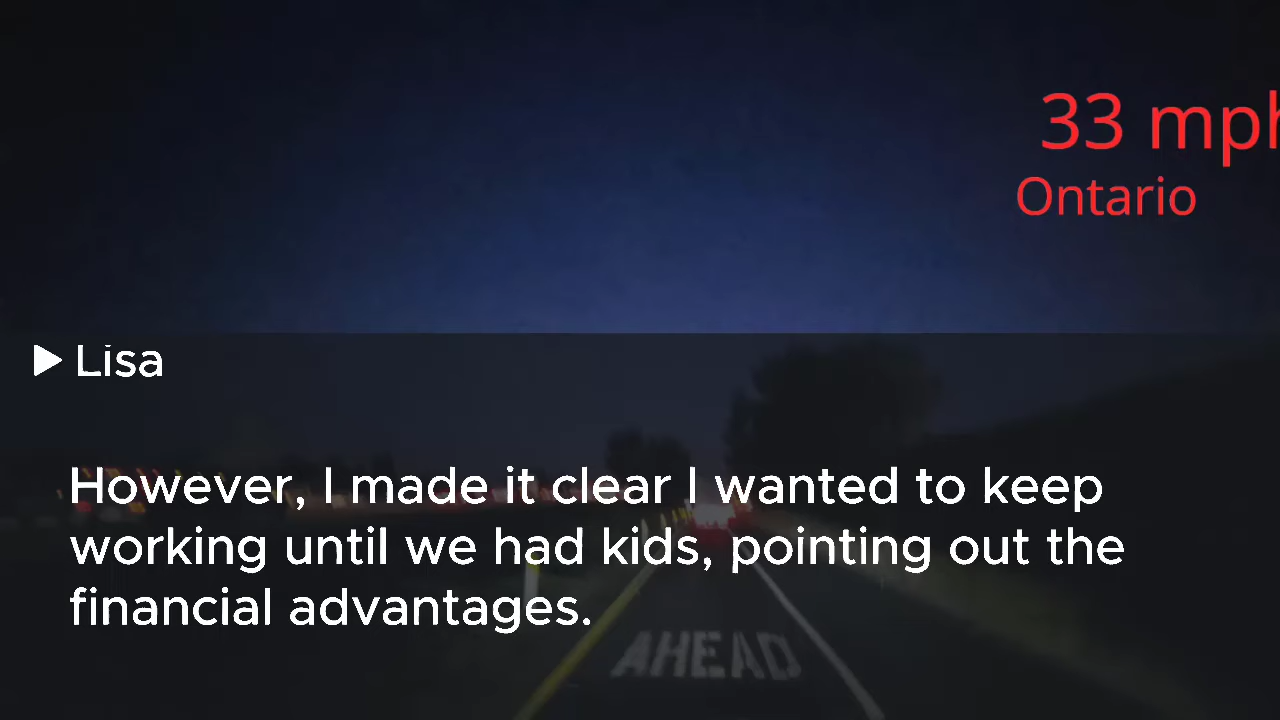 33 mph
Ontario
Lisa
However, I made it clear I wanted to keep
working until we had kids, pointing out the
financial advantages.
AHEAD